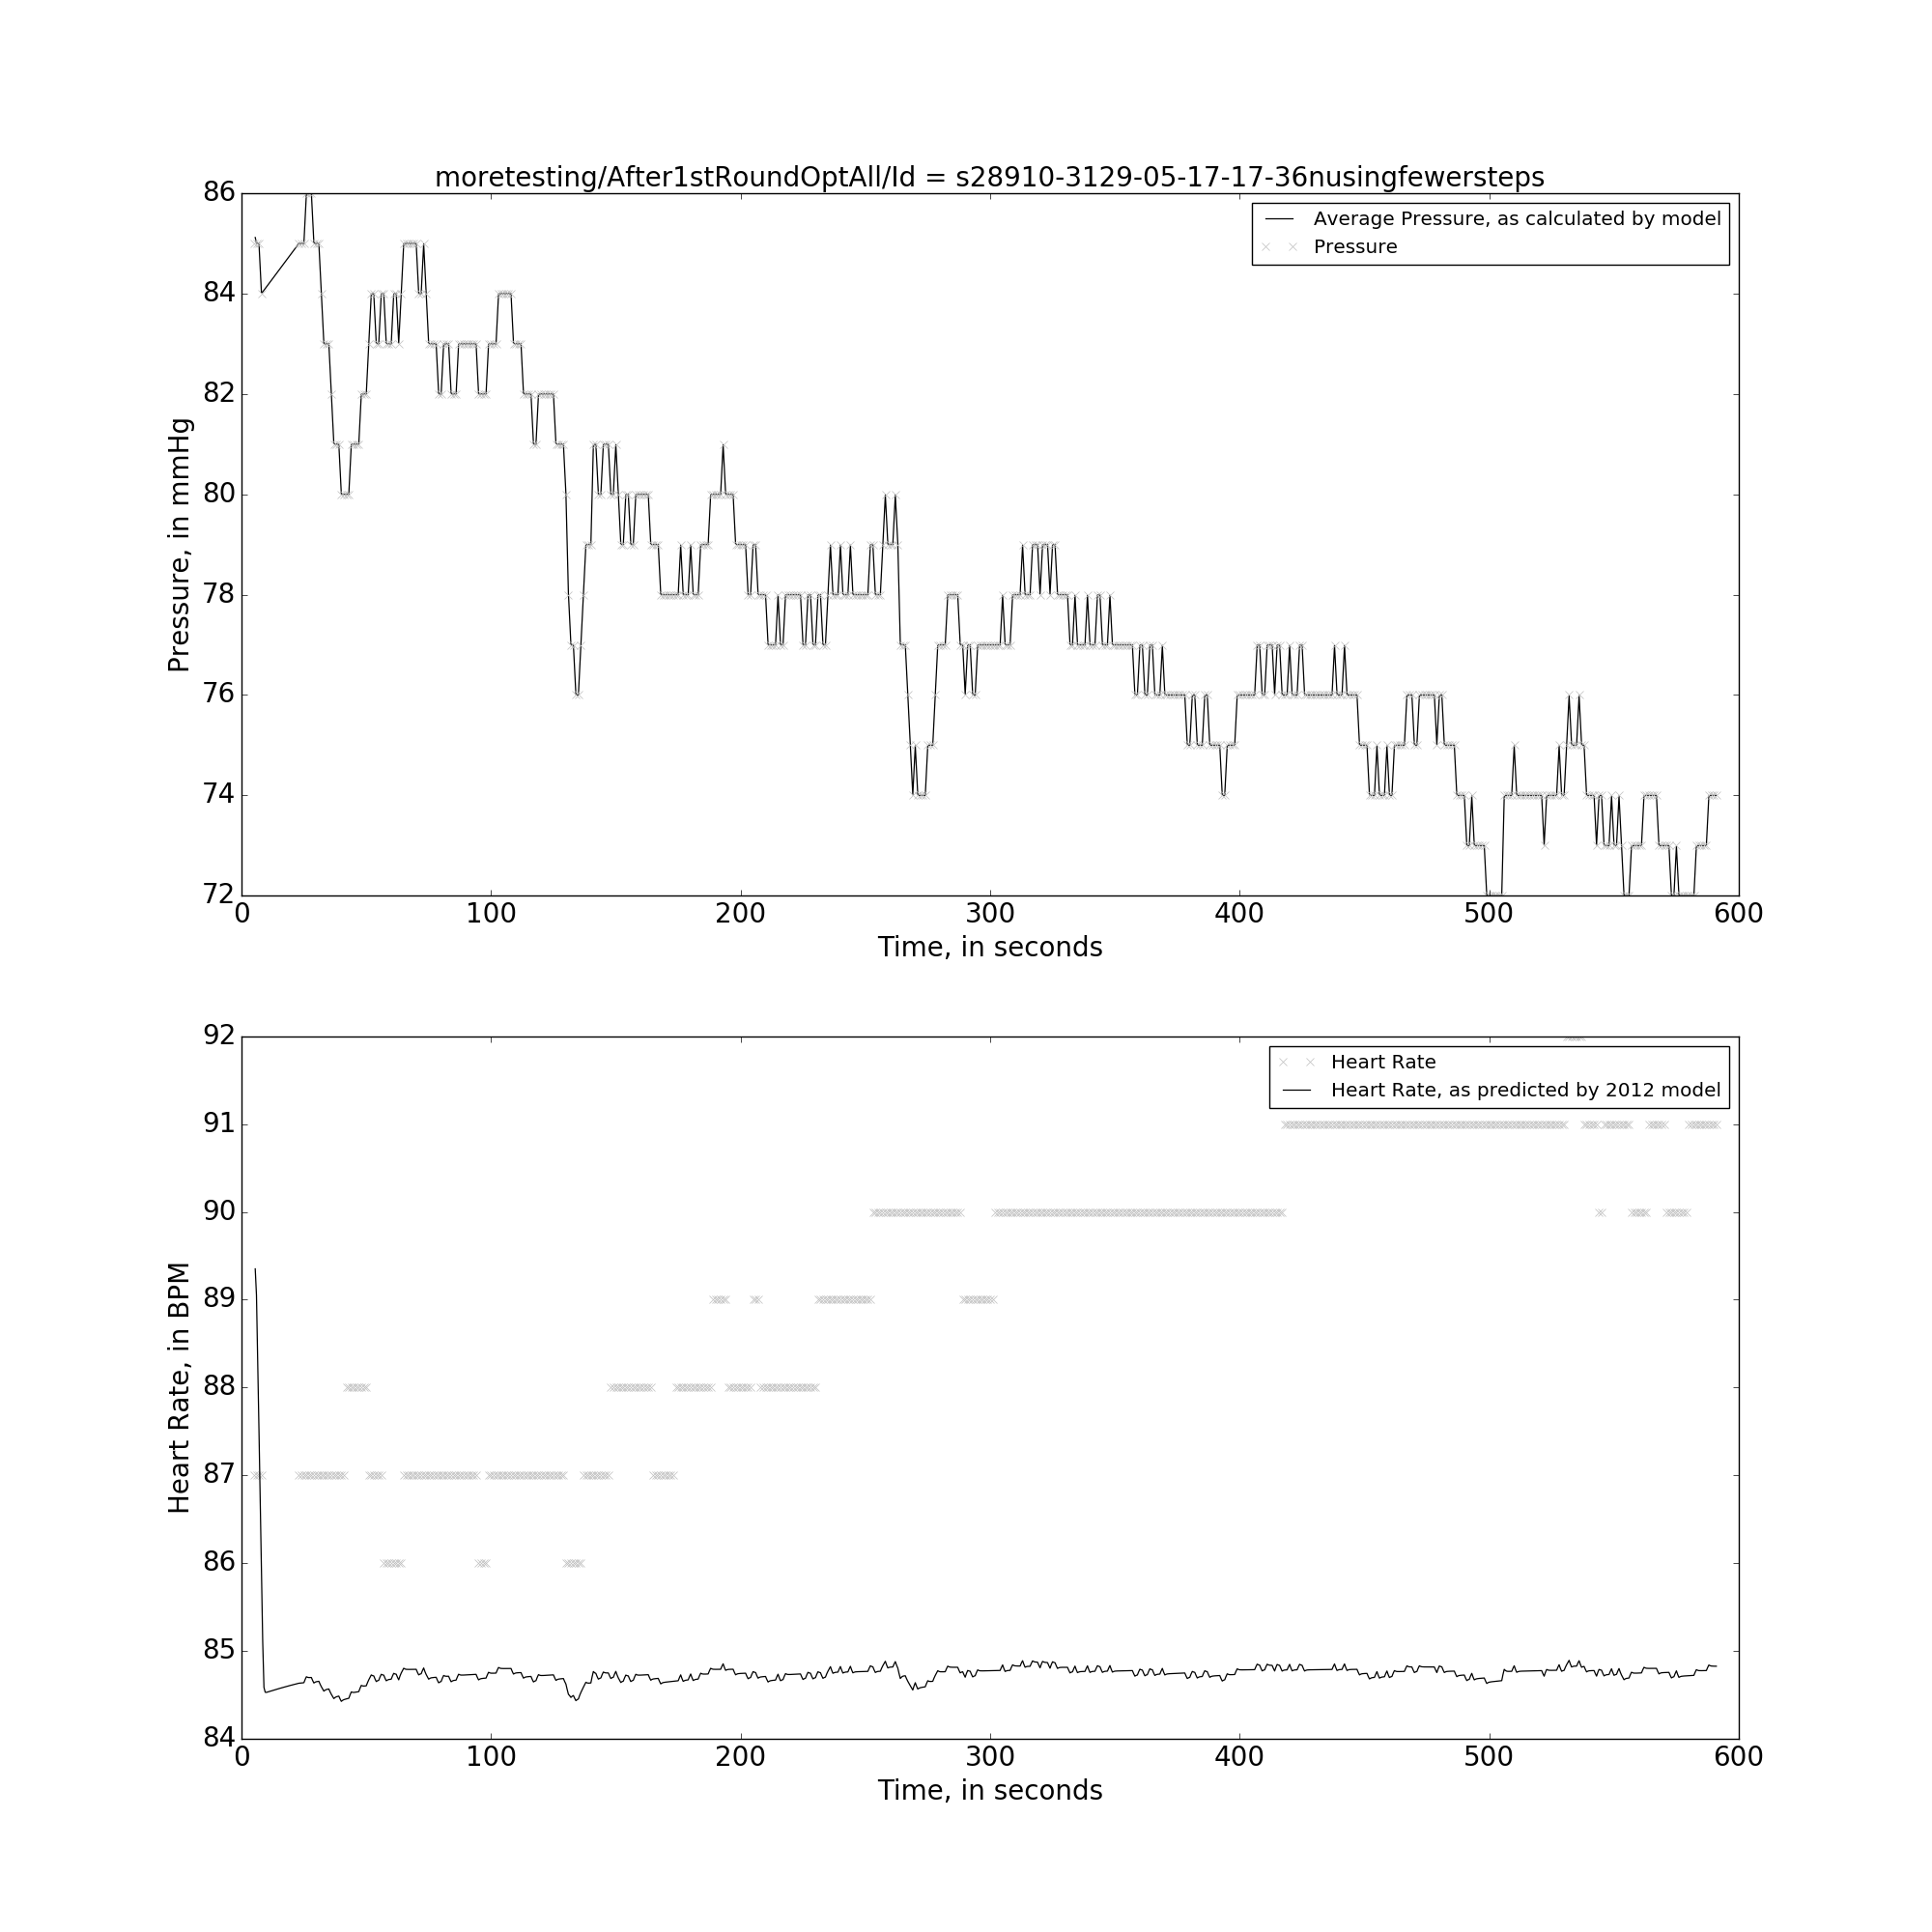 moretesting/After1stRoundOptAll/Id = s28910-3129-05-17-17-36nusingfewersteps
86
84
82
80
78
76
74
72
Pressure, in mmHg
Average Pressure, as calculated by model
Pressure
0 100 200 300 400 500 600
Time, in seconds
92
91
90
89
88
87
86
85
84
Heart Rate, in BPM
Heart Rate
Heart Rate, as predicted by 2012 model
0 100 200 300 400 500 600
Time, in seconds